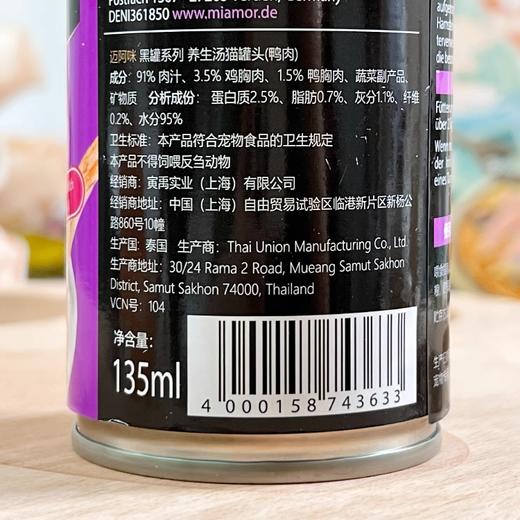 DENI361850 www.miamor.de
迈阿咪 黑罐系列 养生汤猫罐头(鸭肉)
成分：91% 肉汁、3.5% 鸡胸肉、1.5% 鸭胸肉、蔬菜副产品、
矿物质 分析成份： 蛋白质2.5%、脂肪0.7%、灰分1.1%、纤维
0.2%、水分95%
卫生标准：本产品符合宠物食品的卫生规定
本产品不得饲喂反刍动物
经销商：寅禹实业（上海）有限公司
经销商地址：中国（上海）自由贸易试验区临港新片区新杨公
路860号10幢
生产国：泰国 生产商：Thai Union Manufacturing Co., Ltd.
生产商地址：30/24 Rama 2 Road, Mueang Samut Sakhon
District, Samut Sakhon 74000, Thailand
VCN号：104
净含量：
135ml
4 000158 743633